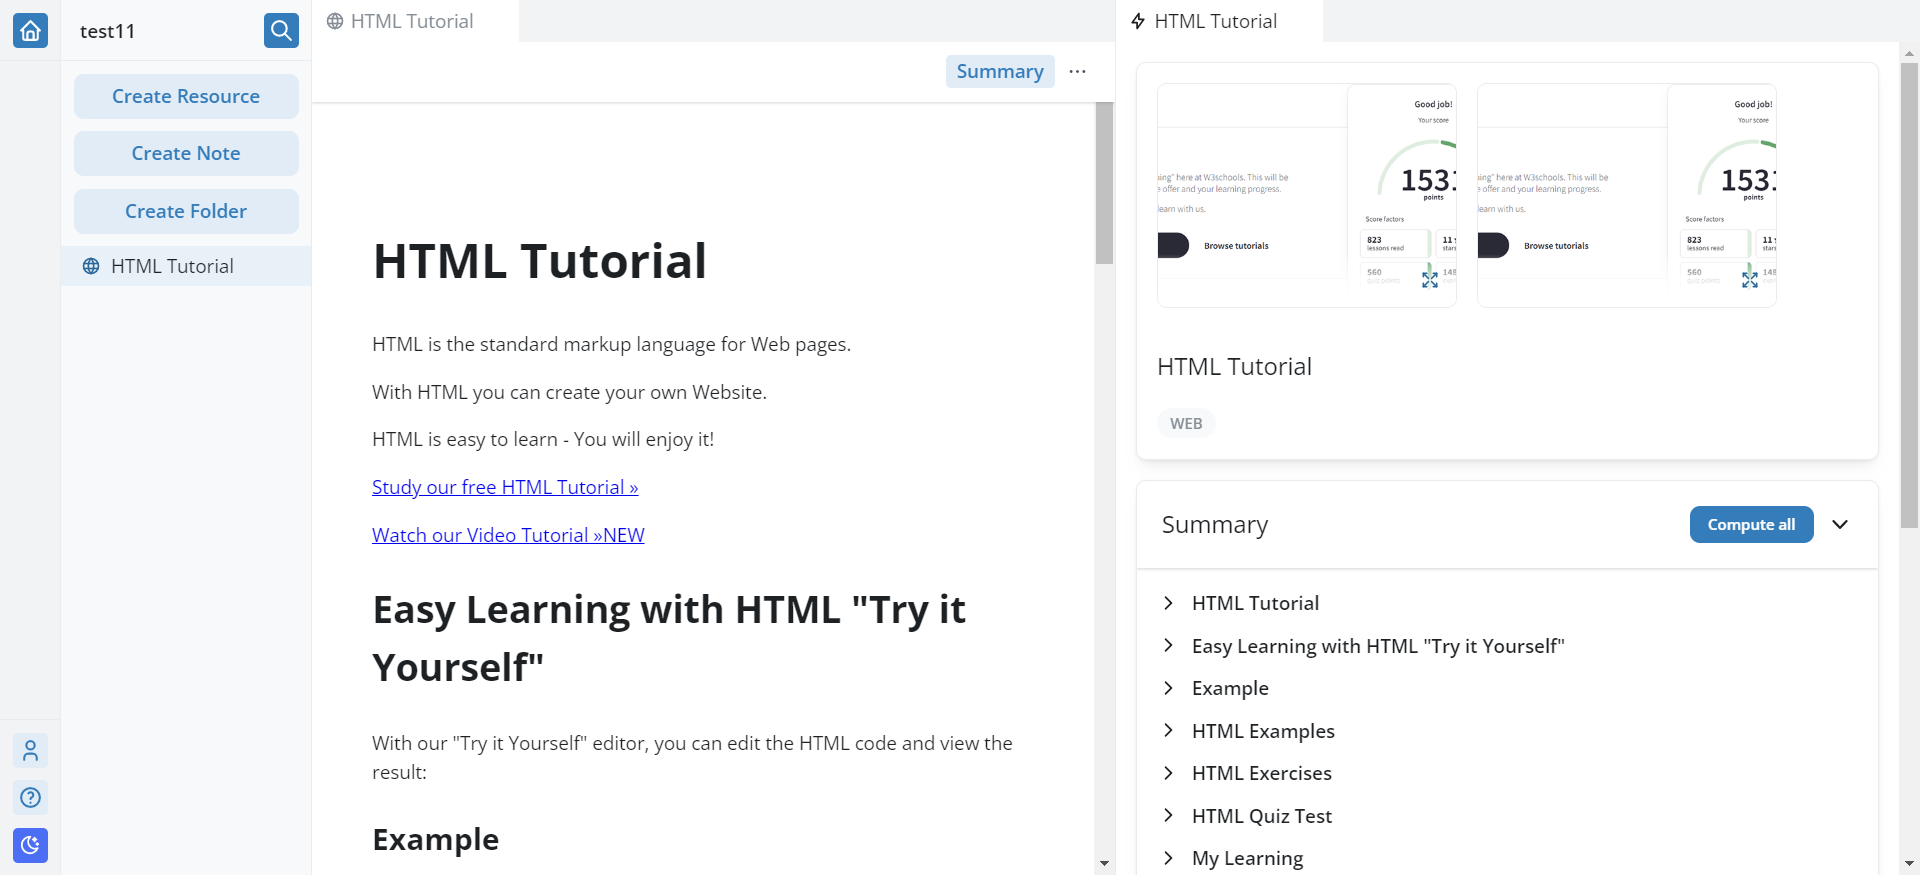 test11
Create Resource
Create Note
Create Folder
HTML Tutorial
HTML Tutorial
Summary
HTML Tutorial
HTML is the standard markup language for Web pages.
With HTML you can create your own Website.
HTML is easy to learn - You will enjoy it!
Study our free HTML Tutorial »
Watch our Video Tutorial »NEW
Easy Learning with HTML "Try it
Yourself"
With our "Try it Yourself" editor, you can edit the HTML code and view the
result:
Example
HTML Tutorial
Good job!
Your score
ing" here at W3schools. This will be
e offer and your learning progress.
learn with us.
1531
points
Score factors
Browse tutorials
823
lessons read
11
stars
560
quiz points
148
Good job!
Your score
ing" here at W3schools. This will be
e offer and your learning progress.
learn with us.
1531
points
Score factors
Browse tutorials
823
lessons read
11
stars
560
quiz points
148
HTML Tutorial
WEB
Summary
Compute all
HTML Tutorial
Easy Learning with HTML "Try it Yourself"
Example
HTML Examples
HTML Exercises
HTML Quiz Test
My Learning